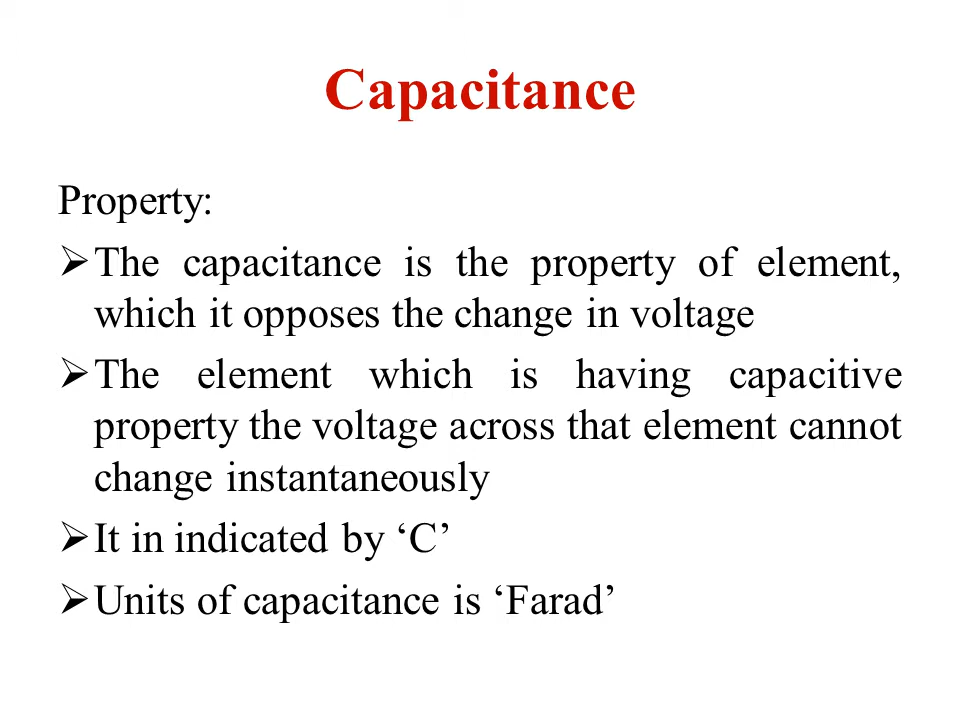 Capacitance
Property:
➢The capacitance is the property of element,
which it opposes the change in voltage
➢The element which is having capacitive
property the voltage across that element cannot
change instantaneously
➢It in indicated by ‘C’
➢Units of capacitance is ‘Farad’